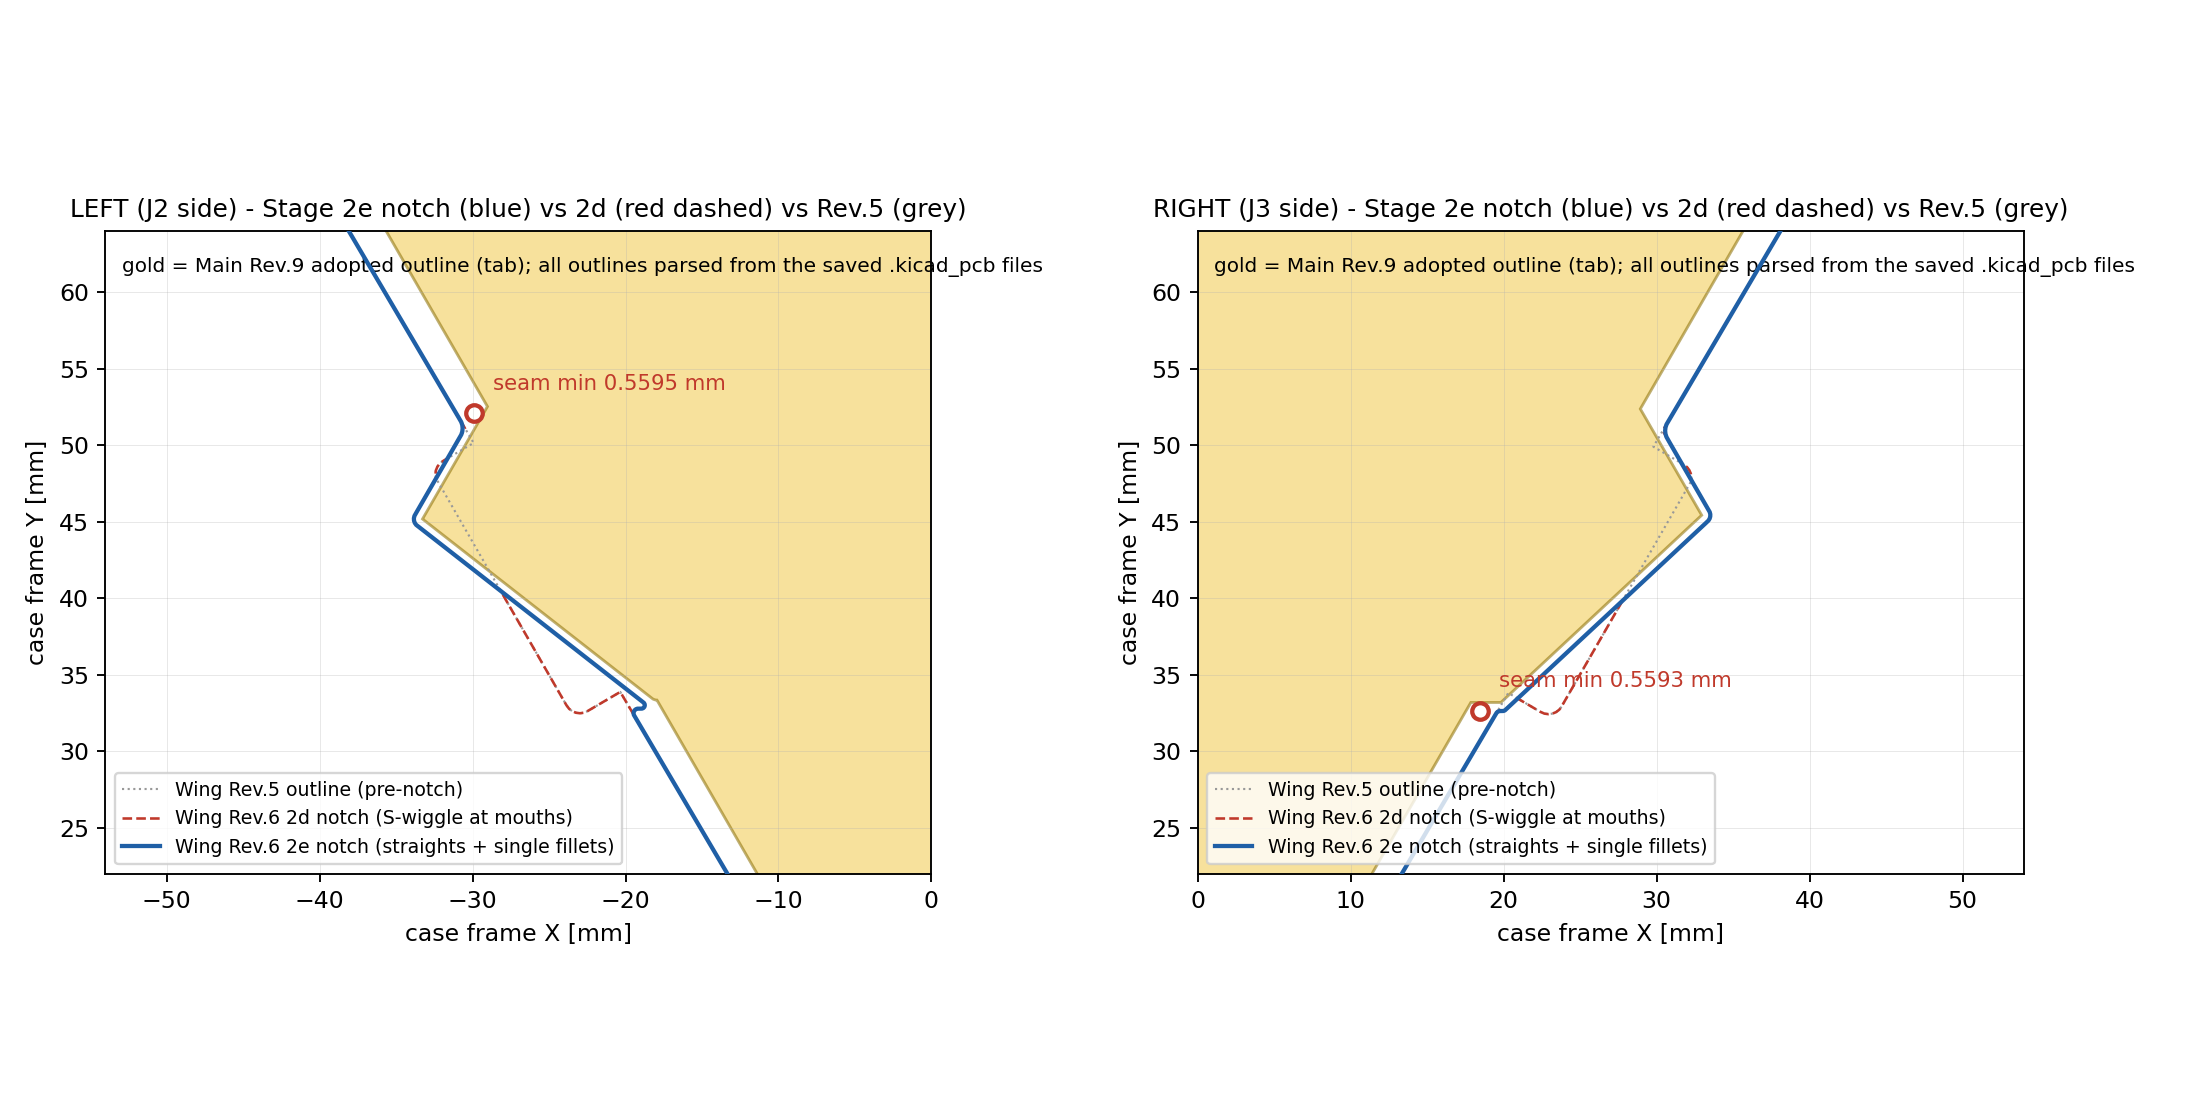 LEFT (J2 side) - Stage 2e notch (blue) vs 2d (red dashed) vs Rev.5 (grey)
gold = Main Rev.9 adopted outline (tab); all outlines parsed from the saved .kicad_pcb files
case frame Y [mm]
60
55
50
45
40
35
30
25
seam min 0.5595 mm
Wing Rev.5 outline (pre-notch)
Wing Rev.6 2d notch (S-wiggle at mouths)
Wing Rev.6 2e notch (straights + single fillets)
−50
−40
−30
−20
−10
0
case frame X [mm]
RIGHT (J3 side) - Stage 2e notch (blue) vs 2d (red dashed) vs Rev.5 (grey)
gold = Main Rev.9 adopted outline (tab); all outlines parsed from the saved .kicad_pcb files
case frame Y [mm]
60
55
50
45
40
35
30
25
seam min 0.5593 mm
Wing Rev.5 outline (pre-notch)
Wing Rev.6 2d notch (S-wiggle at mouths)
Wing Rev.6 2e notch (straights + single fillets)
0
10
20
30
40
50
case frame X [mm]